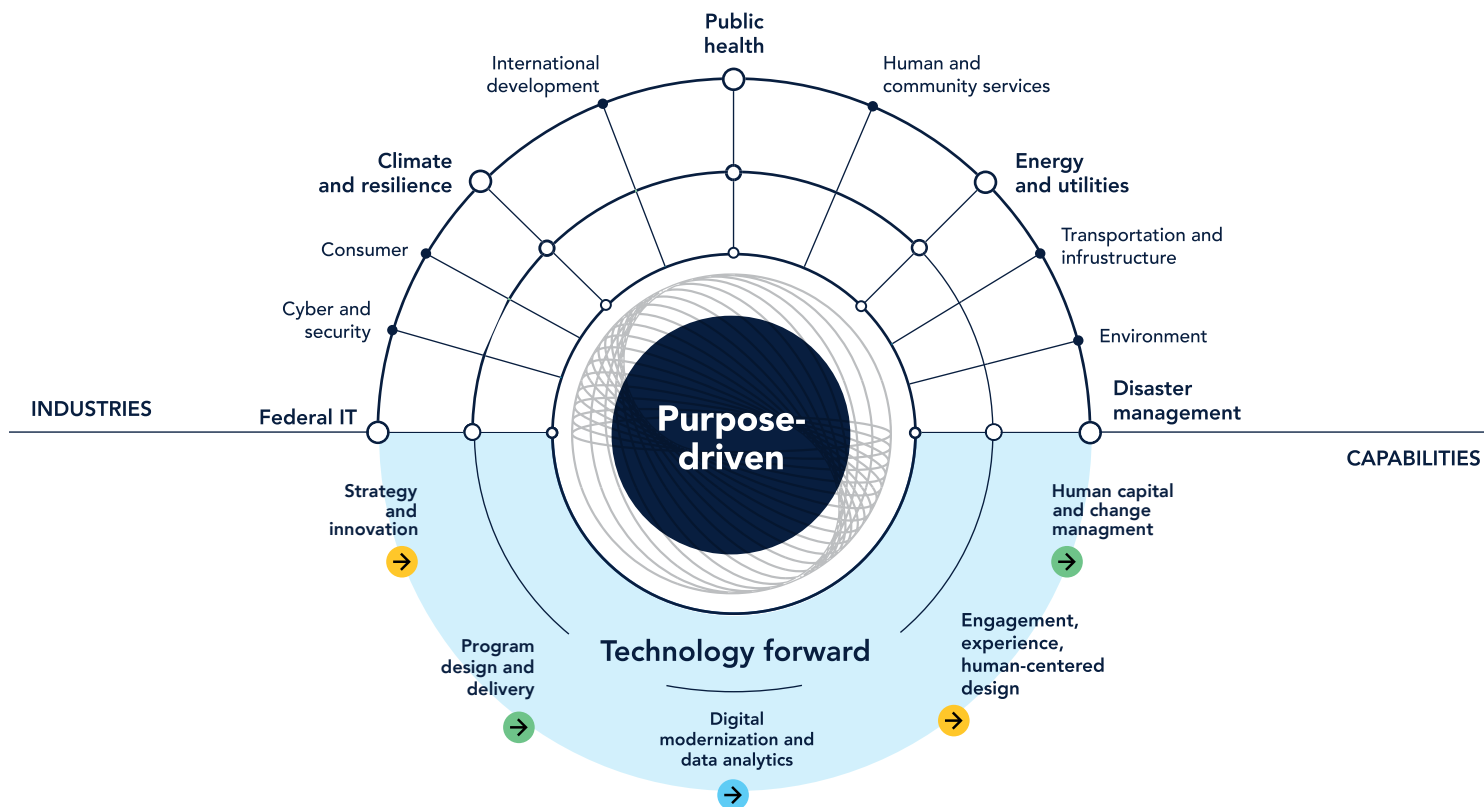 Public
health
International
development
Human and
community services
Climate
and resilience
Energy
and utilities
Consumer
Transportation and
infrustructure
Cyber and
security
Environment
INDUSTRIES
Federal IT
Disaster
management
Purpose-
driven
CAPABILITIES
Strategy
and
innovation
Human capital
and change
managment
Technology forward
Program
design and
delivery
Engagement,
experience,
human-centered
design
Digital
modernization and
data analytics